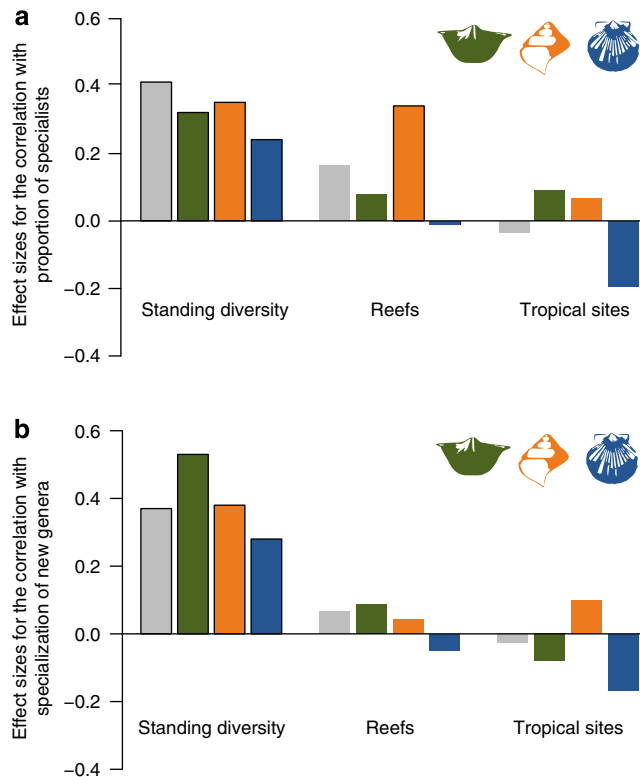 a
Effect sizes for the correlation with
proportion of specialists
0.6
0.4
0.2
0.0
−0.2
−0.4
Standing diversity
Reefs
Tropical sites
b
Effect sizes for the correlation with
specialization of new genera
0.6
0.4
0.2
0.0
−0.2
−0.4
Standing diversity
Reefs
Tropical sites